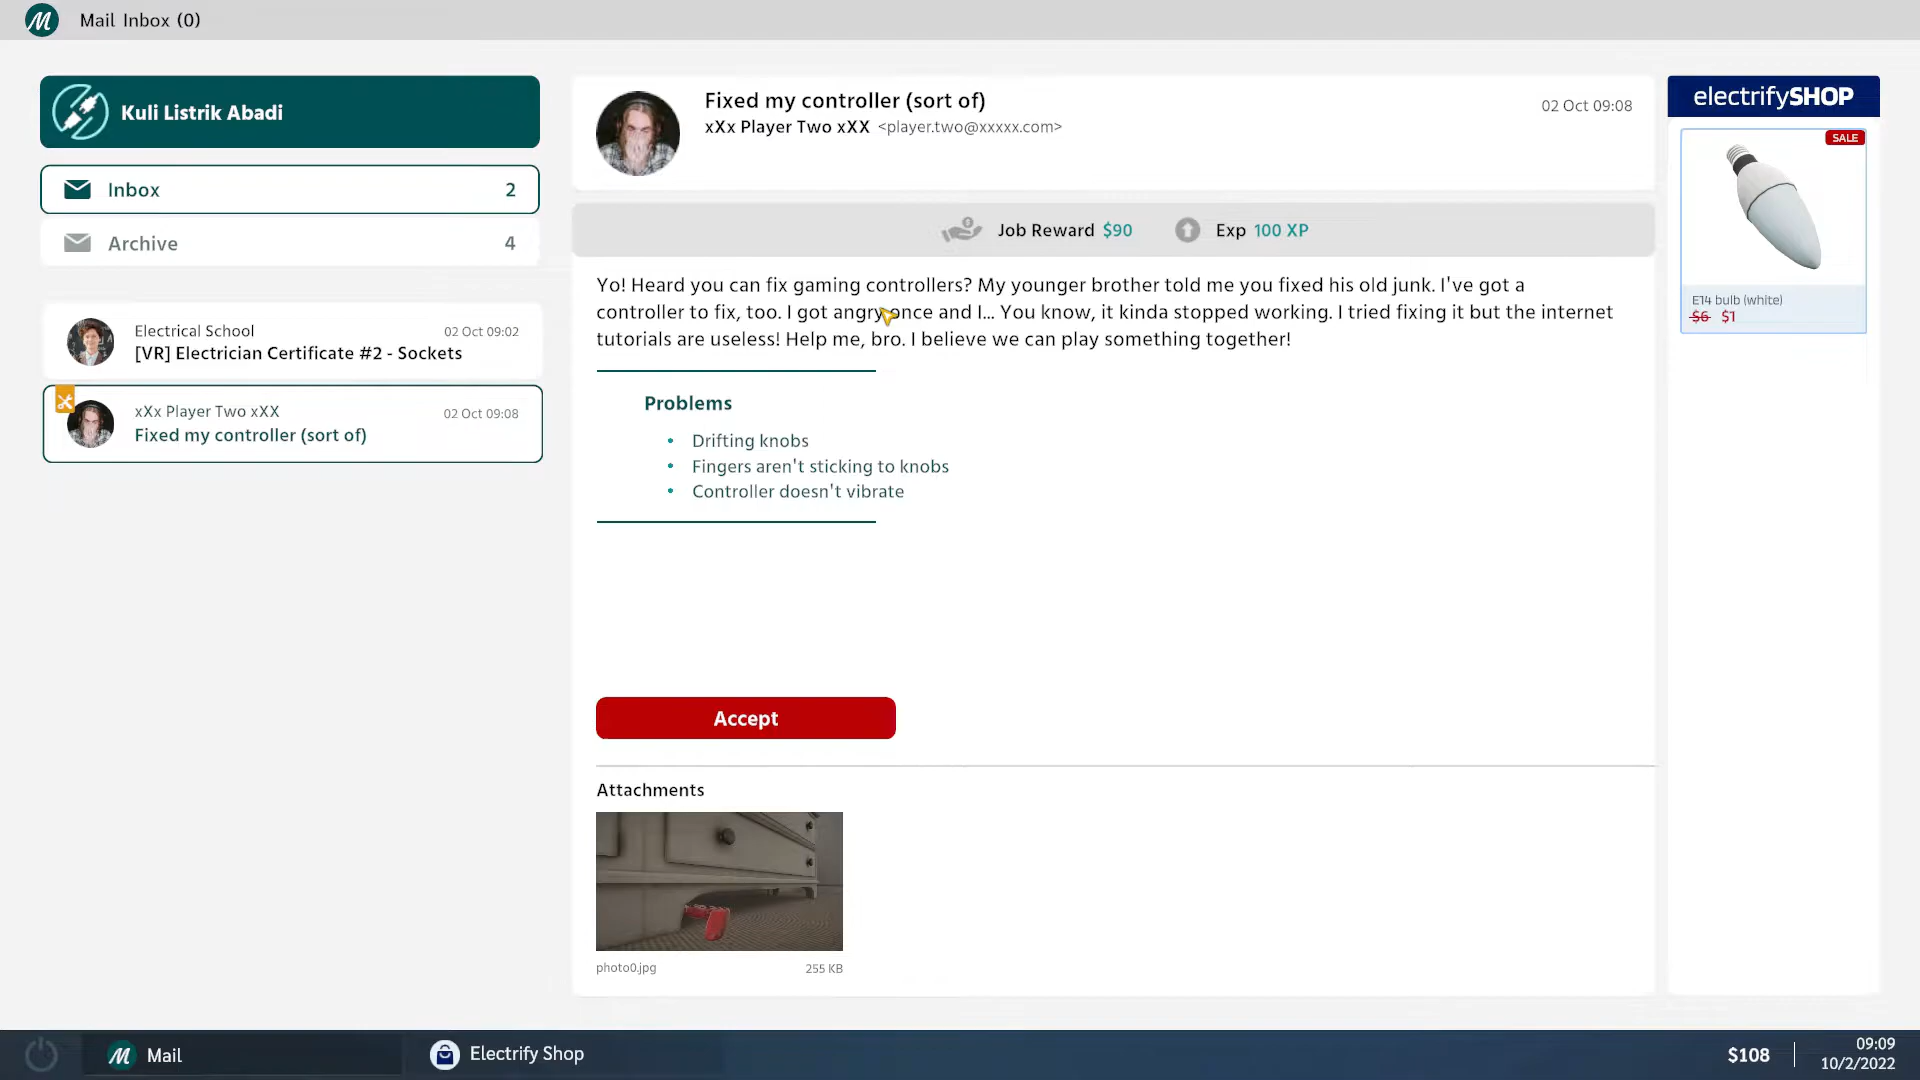 Mail Inbox (0)
Kuli Listrik Abadi
Inbox 2
Archive 4
Electrical School 02 Oct 09:02
[VR] Electrician Certificate #2 - Sockets
xXx Player Two xXX 02 Oct 09:08
Fixed my controller (sort of)
Fixed my controller (sort of) 02 Oct 09:08
xXx Player Two xXX <player.two@xxxxx.com>
Job Reward $90 Exp 100 XP
Yo! Heard you can fix gaming controllers? My younger brother told me you fixed his old junk. I've got a
controller to fix, too. I got angry once and I... You know, it kinda stopped working. I tried fixing it but the internet
tutorials are useless! Help me, bro. I believe we can play something together!
Problems
• Drifting knobs
• Fingers aren't sticking to knobs
• Controller doesn't vibrate
Accept
Attachments
photo0.jpg 255 KB
electrifySHOP
SALE
E14 bulb (white)
$6 $1
Mail
Electrify Shop
$108
09:09
10/2/2022